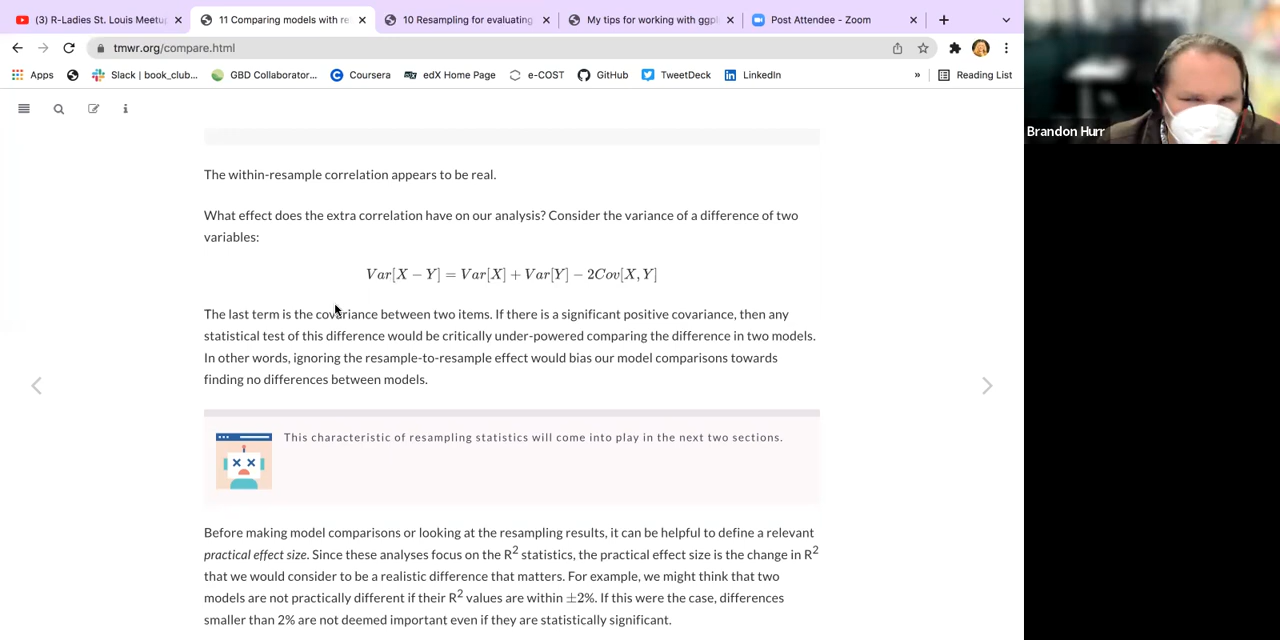 (3) R-Ladies St. Louis Meetu
11 Comparing models with re
10 Resampling for evaluating
My tips for working with ggpl
Post Attendee - Zoom
tmwr.org/compare.html
Apps
Slack | book_club...
GBD Collaborator...
Coursera
edX Home Page
e-COST
GitHub
TweetDeck
LinkedIn
»
Reading List
Brandon Hurr
The within-resample correlation appears to be real.
What effect does the extra correlation have on our analysis? Consider the variance of a difference of two
variables:
Var[X − Y] = Var[X] + Var[Y] − 2Cov[X, Y]
The last term is the covariance between two items. If there is a significant positive covariance, then any
statistical test of this difference would be critically under-powered comparing the difference in two models.
In other words, ignoring the resample-to-resample effect would bias our model comparisons towards
finding no differences between models.
This characteristic of resampling statistics will come into play in the next two sections.
Before making model comparisons or looking at the resampling results, it can be helpful to define a relevant
practical effect size. Since these analyses focus on the R² statistics, the practical effect size is the change in R²
that we would consider to be a realistic difference that matters. For example, we might think that two
models are not practically different if their R² values are within ±2%. If this were the case, differences
smaller than 2% are not deemed important even if they are statistically significant.